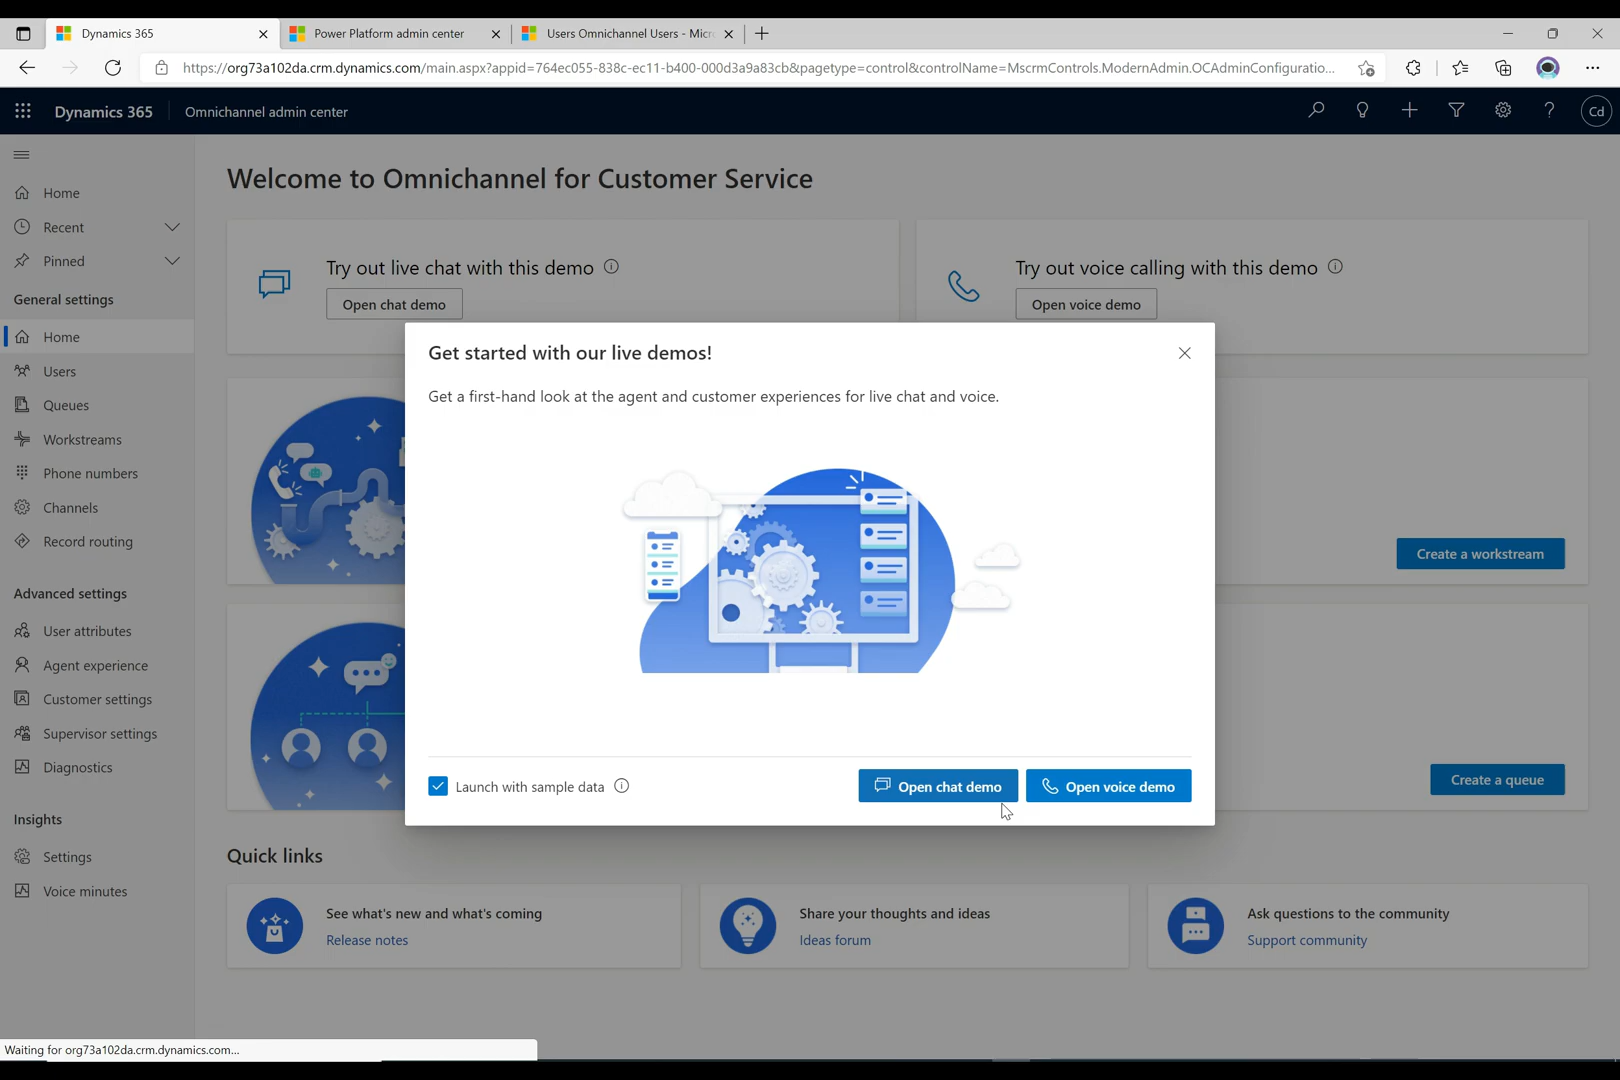 Dynamics 365
Power Platform admin center
Users Omnichannel Users - Micr
https://org73a102da.crm.dynamics.com/main.aspx?appid=764ec055-838c-ec11-b400-000d3a9a83cb&pagetype=control&controlName=MscrmControls.ModernAdmin.OCAdminConfiguratio...
Dynamics 365
Omnichannel admin center
Cd
Home
Recent
Pinned
General settings
Home
Users
Queues
Workstreams
Phone numbers
Channels
Record routing
Advanced settings
User attributes
Agent experience
Customer settings
Supervisor settings
Diagnostics
Insights
Settings
Voice minutes
Welcome to Omnichannel for Customer Service
Try out live chat with this demo
Open chat demo
Try out voice calling with this demo
Open voice demo
Get started with our live demos!
Get a first-hand look at the agent and customer experiences for live chat and voice.
Launch with sample data
Open chat demo
Open voice demo
Create a workstream
Create a queue
Quick links
See what's new and what's coming
Release notes
Share your thoughts and ideas
Ideas forum
Ask questions to the community
Support community
Waiting for org73a102da.crm.dynamics.com...